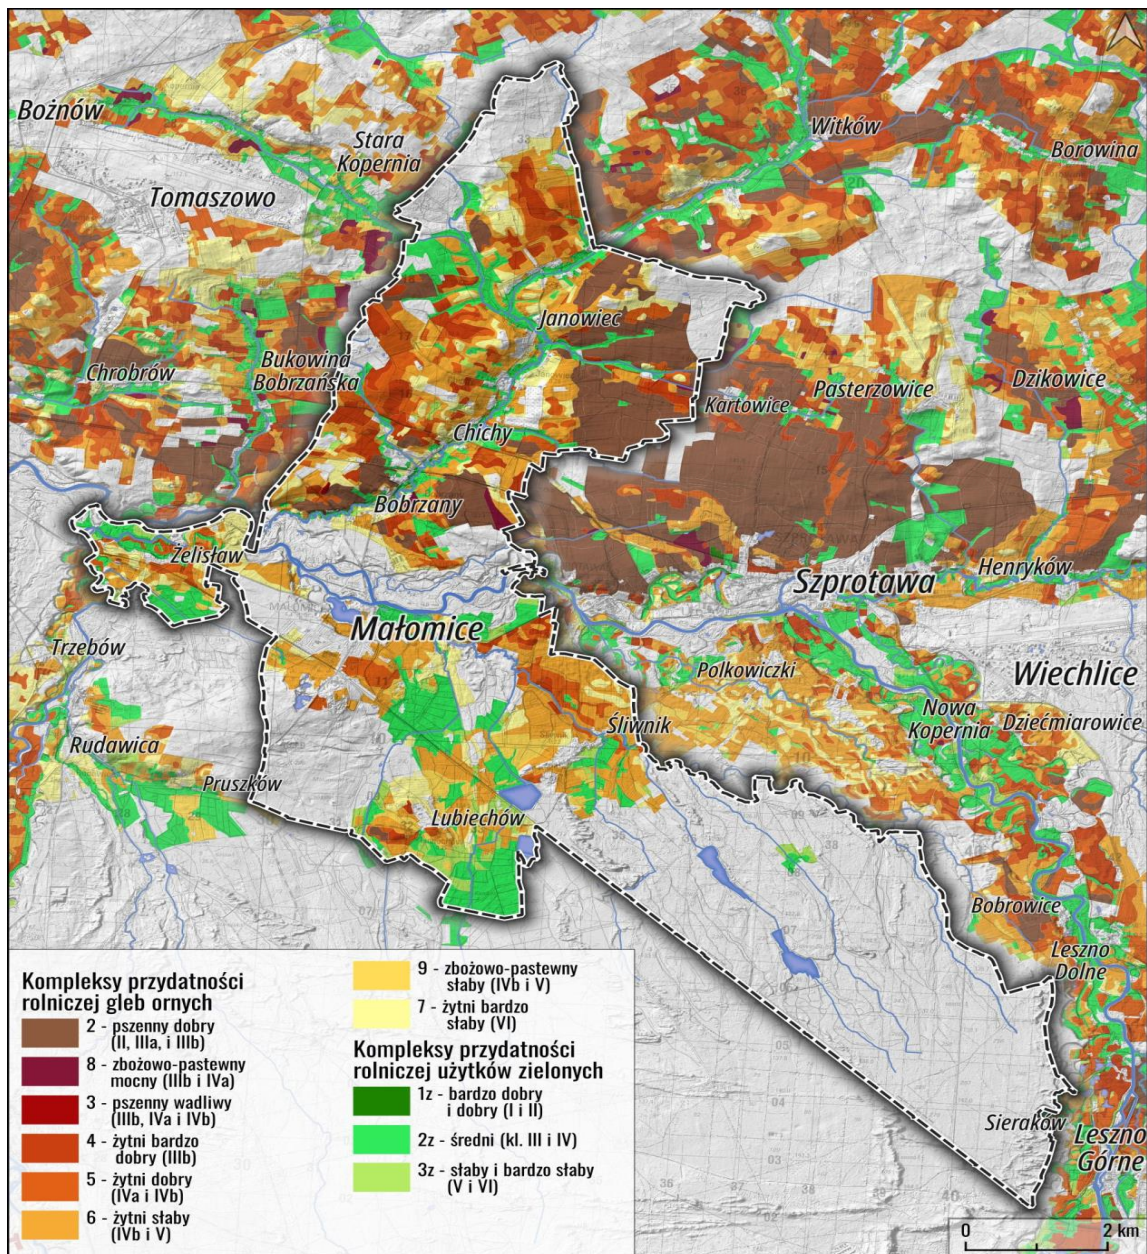 Bożnów
Stara
Kopernia
Witków
Borowina
Tomaszowo
Janowiec
Chrobrów
Bukowina
Bobrzańska
Kartowice
Pasterzowice
Dzikowice
Chichy
Bobrzany
Żelisław
Szprotawa
Henryków
Małomice
Trzebów
Polkowiczki
Wiechlice
Nowa
Kopernia
Dziećmiarowice
Śliwnik
Rudawica
Pruszków
Lubiechów
Bobrowice
Leszno
Dolne
Sieraków
Leszno
Górne
Kompleksy przydatności
rolniczej gleb ornych
2 - pszenny dobry
(II, IIIa, i IIIb)
8 - zbożowo-pastewny
mocny (IIIb i IVa)
3 - pszenny wadliwy
(IIIb, IVa i IVb)
4 - żytni bardzo
dobry (IIIb)
5 - żytni dobry
(IVa i IVb)
6 - żytni słaby
(IVb i V)
9 - zbożowo-pastewny
słaby (IVb i V)
7 - żytni bardzo
słaby (VI)
Kompleksy przydatności
rolniczej użytków zielonych
1z - bardzo dobry
i dobry (I i II)
2z - średni (kl. III i IV)
3z - słaby i bardzo słaby
(V i VI)
0 2 km